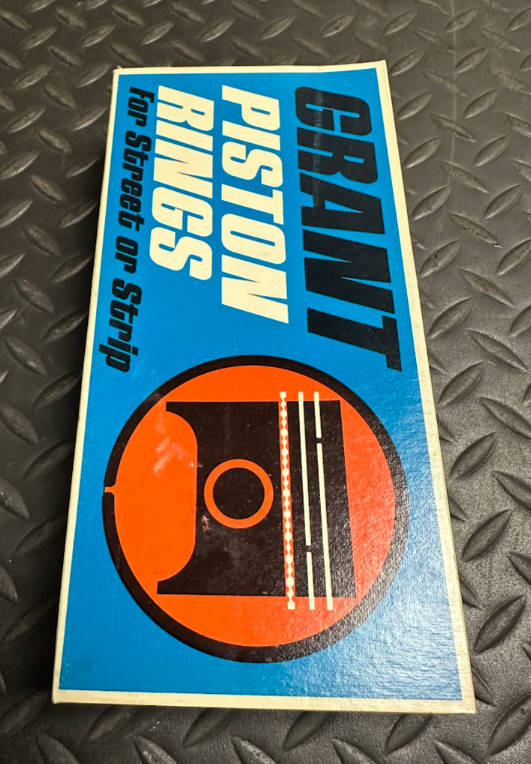 GRANT
PISTON
RINGS
For Street or Strip